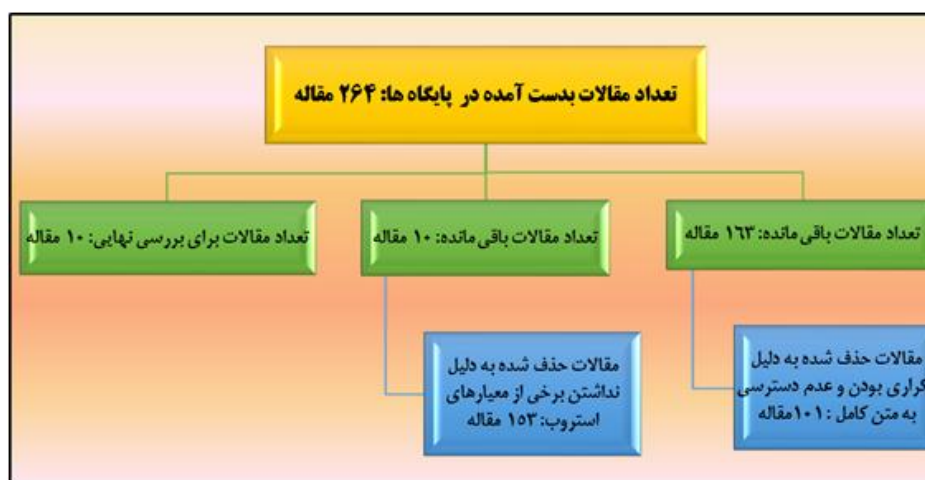 تعداد مقالات بدست آمده در پایگاه ها: ۲۶۴ مقاله
تعداد مقالات باقی مانده: ۱۶۳ مقاله
تعداد مقالات باقی مانده: ۱۰ مقاله
تعداد مقالات برای بررسی نهایی: ۱۰ مقاله
مقالات حذف شده به دلیل
کراری بودن و عدم دسترسی
به متن کامل : ۱۰۱مقاله
مقالات حذف شده به دلیل
نداشتن برخی از معیارهای
استروب: ۱۵۳ مقاله